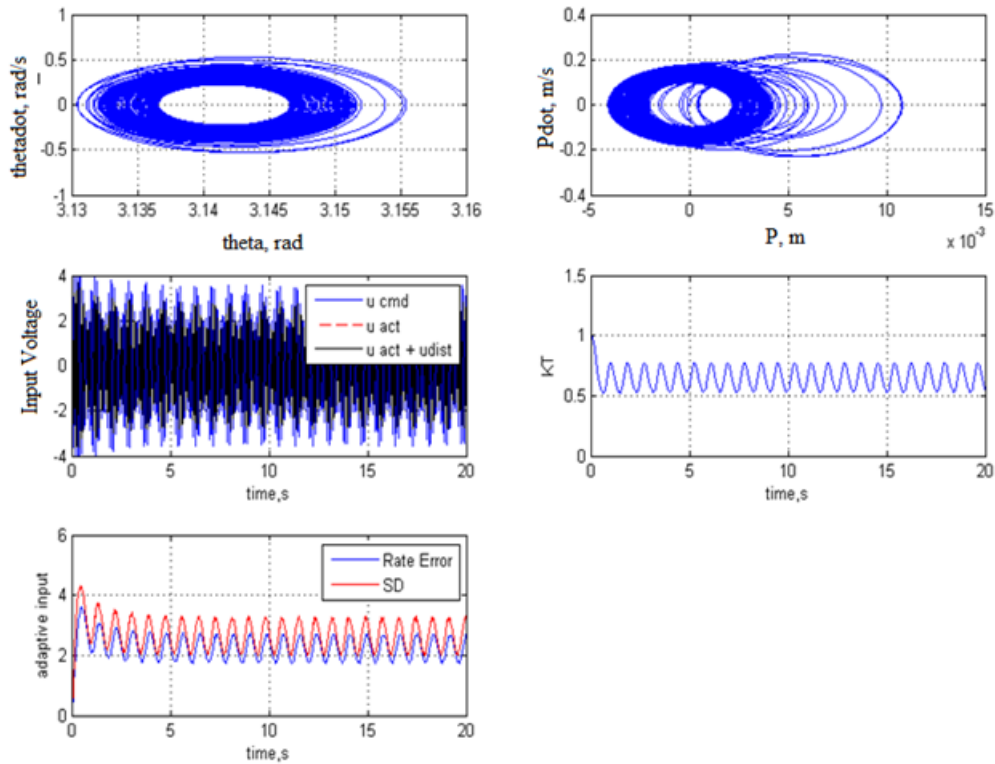 thetadot, rad/s
1
0.5
0
-0.5
-1
3.13 3.135 3.14 3.145 3.15 3.155 3.16
theta, rad
Pdot, m/s
0.4
0.2
0
-0.2
-0.4
-5 0 5 10 15
P, m
x 10⁻³
Input Voltage
4
2
0
-2
-4
u cmd
u act
u act + udist
0 5 10 15 20
time,s
KT
1.5
1
0.5
0
0 5 10 15 20
time,s
adaptive input
6
4
2
0
Rate Error
SD
0 5 10 15 20
time,s